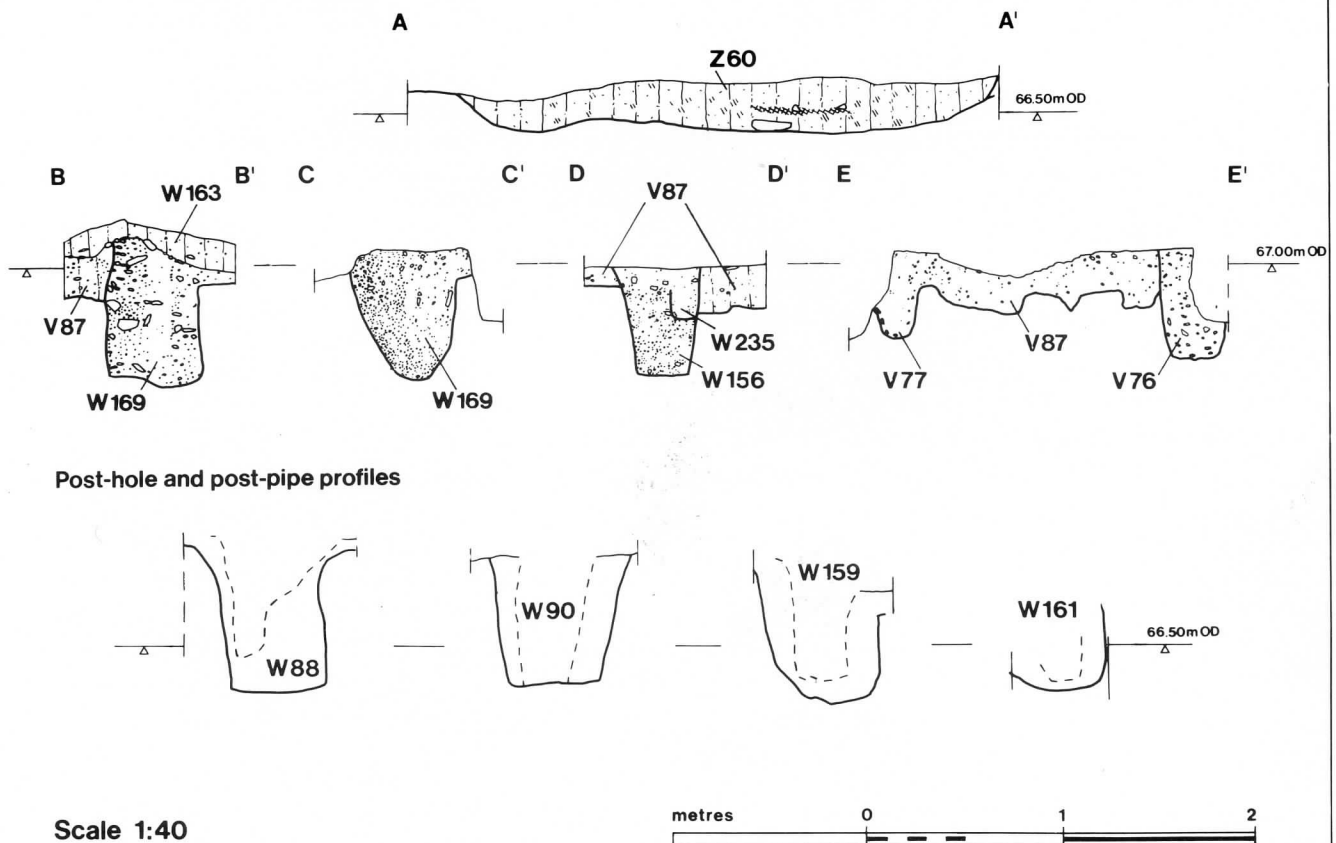 A A'
Z60
66.50m OD
B B' C C' D D' E E'
W163 V87
67.00m OD
V87 W235 V87
W156 V77 V76
W169 W169
Post-hole and post-pipe profiles
W159
W90 W161
66.50m OD
W88
metres 0 1 2
Scale 1:40